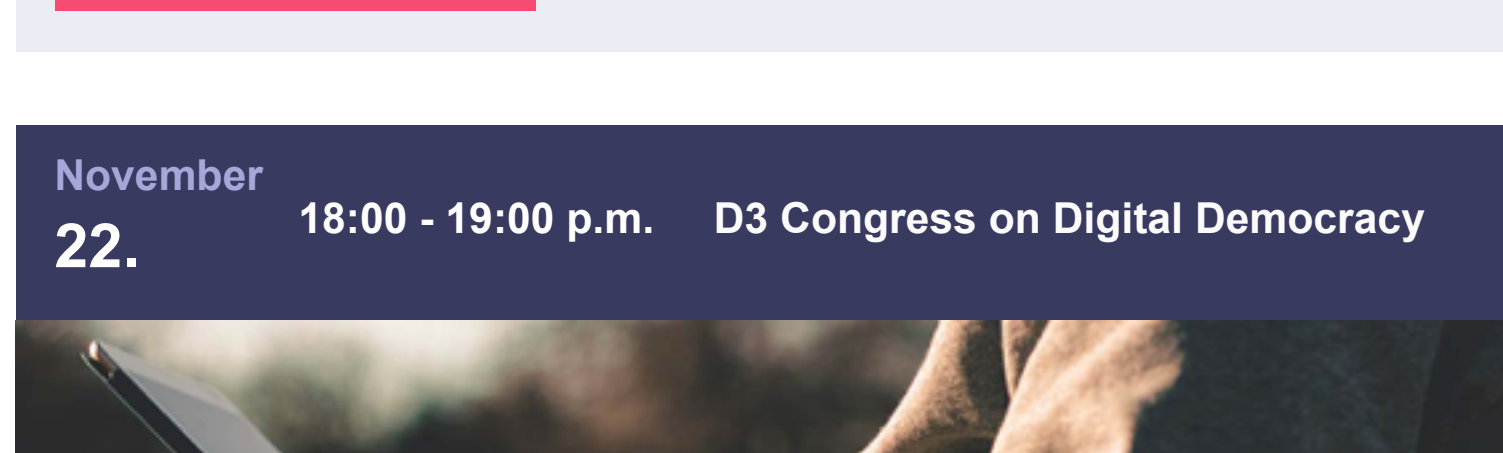 November
22.
18:00 - 19:00 p.m.
D3 Congress on Digital Democracy